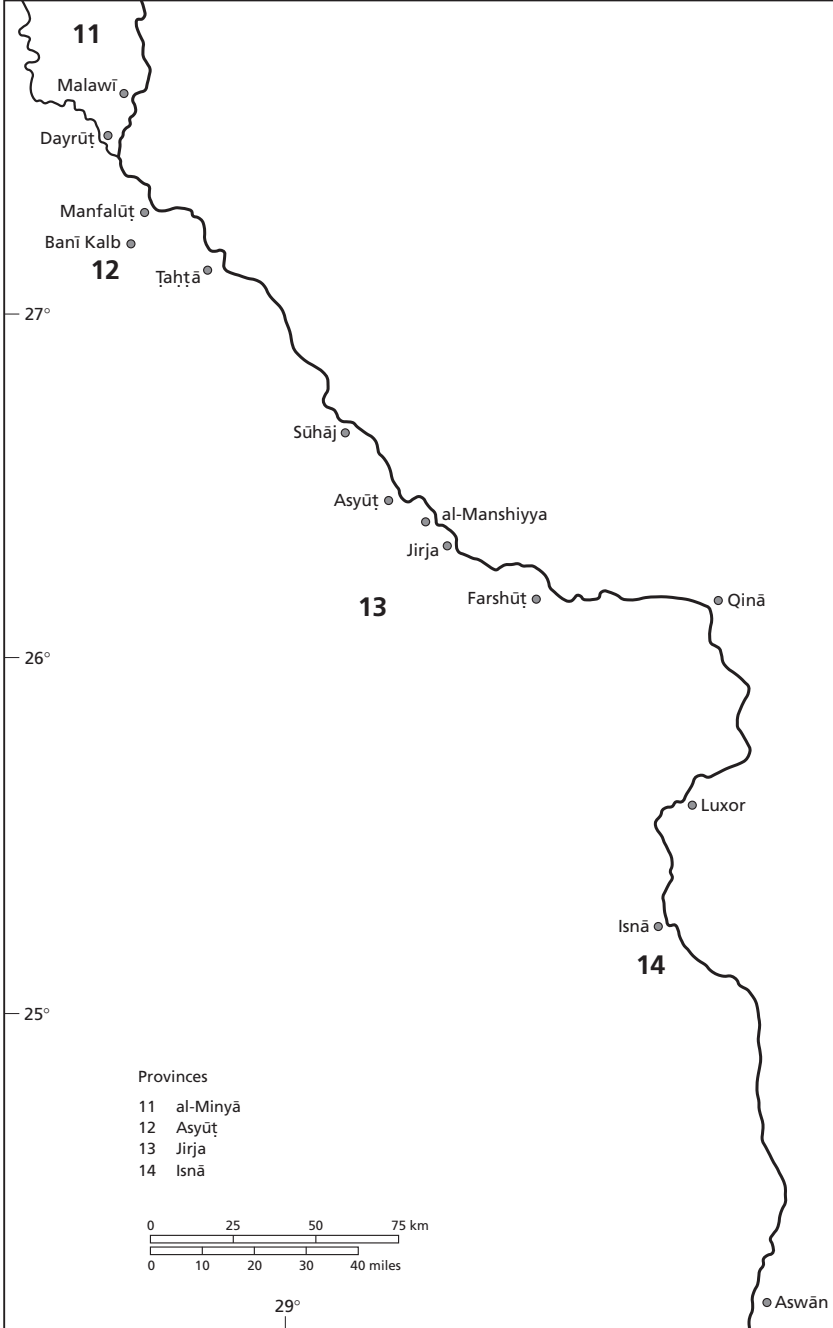 11
Malawī
Dayrūṭ
Manfalūṭ
Banī Kalb
12
Ṭaḥṭā
27°
Sūhāj
Asyūṭ
al-Manshiyya
Jirja
Farshūṭ
Qinā
13
26°
Luxor
Isnā
14
25°
Provinces
11 al-Minyā
12 Asyūṭ
13 Jirja
14 Isnā
0 25 50 75 km
0 10 20 30 40 miles
29°
Aswān